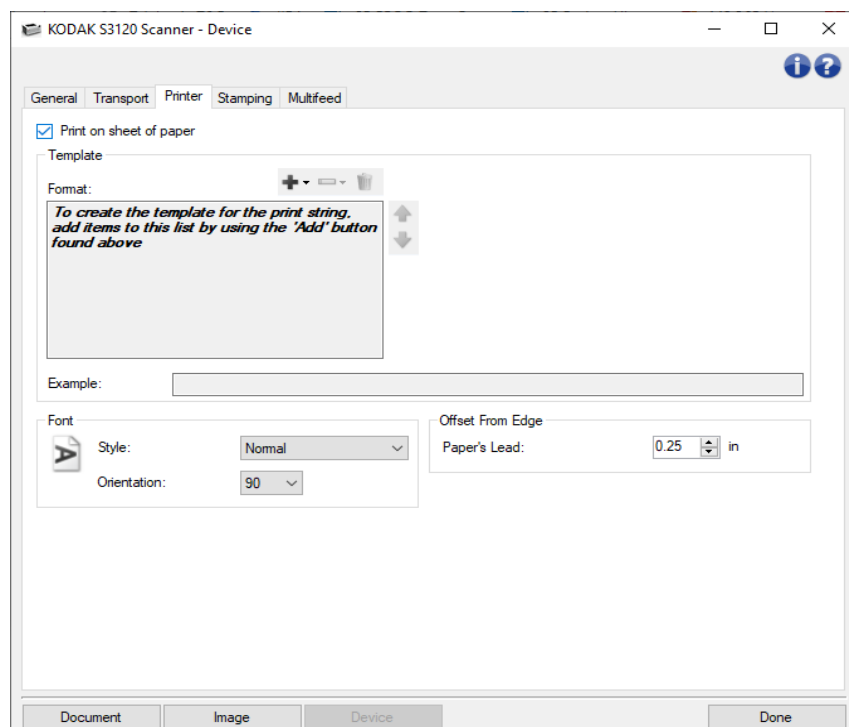 KODAK S3120 Scanner - Device
General Transport Printer Stamping Multifeed
Print on sheet of paper
Template
Format:
To create the template for the print string,
add items to this list by using the 'Add' button
found above
Example:
Font
Style: Normal
Orientation: 90
Offset From Edge
Paper's Lead: 0.25 in
Document Image Device Done